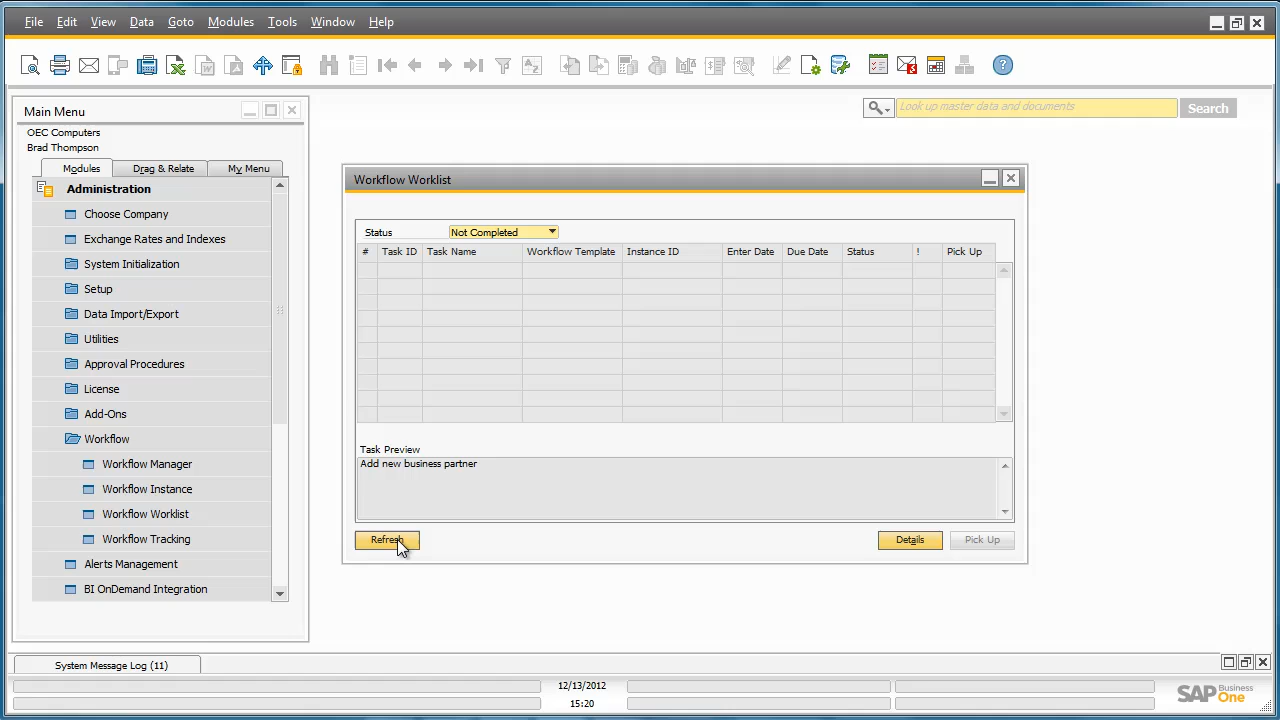 File Edit View Data Goto Modules Tools Window Help
Main Menu
OEC Computers
Brad Thompson
Modules Drag & Relate My Menu
Administration
Choose Company
Exchange Rates and Indexes
System Initialization
Setup
Data Import/Export
Utilities
Approval Procedures
License
Add-Ons
Workflow
Workflow Manager
Workflow Instance
Workflow Worklist
Workflow Tracking
Alerts Management
BI OnDemand Integration
Look up master data and documents Search
Workflow Worklist
Status Not Completed
# Task ID Task Name Workflow Template Instance ID Enter Date Due Date Status ! Pick Up
Task Preview
Add new business partner
Refresh Details Pick Up
System Message Log (11)
12/13/2012
15:20
SAP Business One